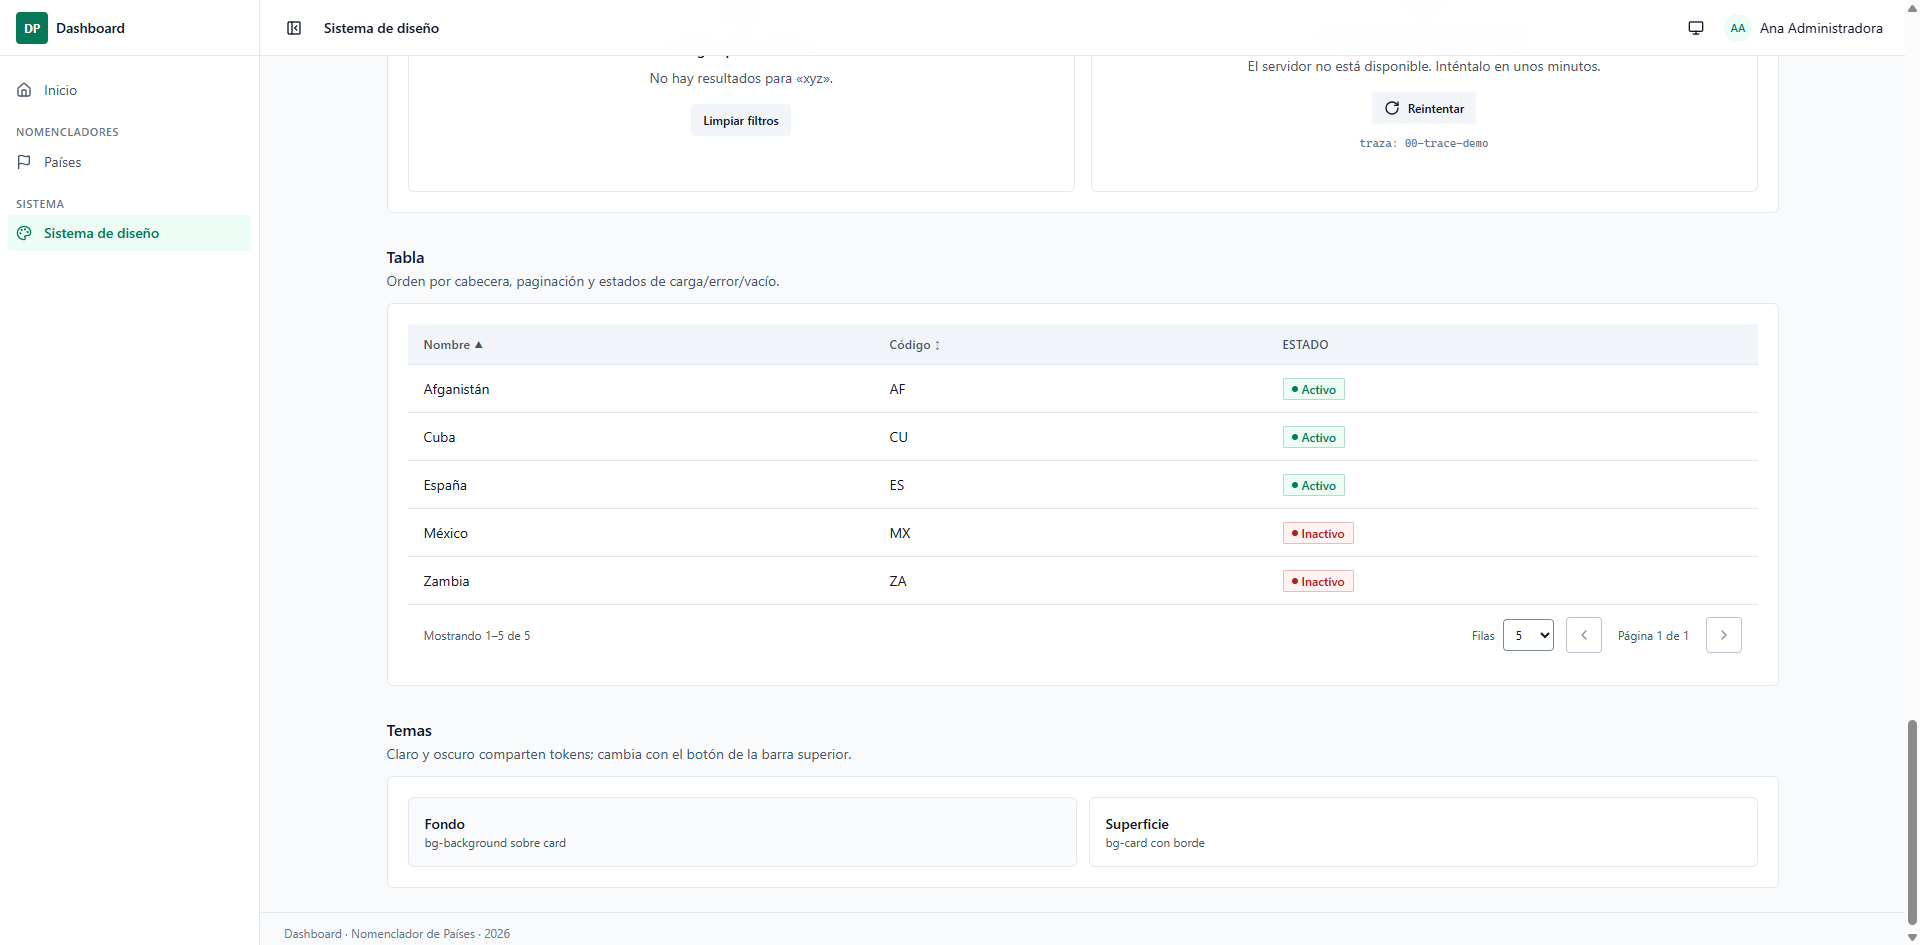 DP Dashboard
Sistema de diseño
AA Ana Administradora
Inicio
NOMENCLADORES
Países
SISTEMA
Sistema de diseño
No hay resultados para «xyz».
Limpiar filtros
El servidor no está disponible. Inténtalo en unos minutos.
Reintentar
traza: 00-trace-demo
Tabla
Orden por cabecera, paginación y estados de carga/error/vacío.
Nombre ▲ Código ↕ ESTADO
Afganistán AF Activo
Cuba CU Activo
España ES Activo
México MX Inactivo
Zambia ZA Inactivo
Mostrando 1–5 de 5 Filas 5 Página 1 de 1
Temas
Claro y oscuro comparten tokens; cambia con el botón de la barra superior.
Fondo
bg-background sobre card
Superficie
bg-card con borde
Dashboard · Nomenclador de Países · 2026